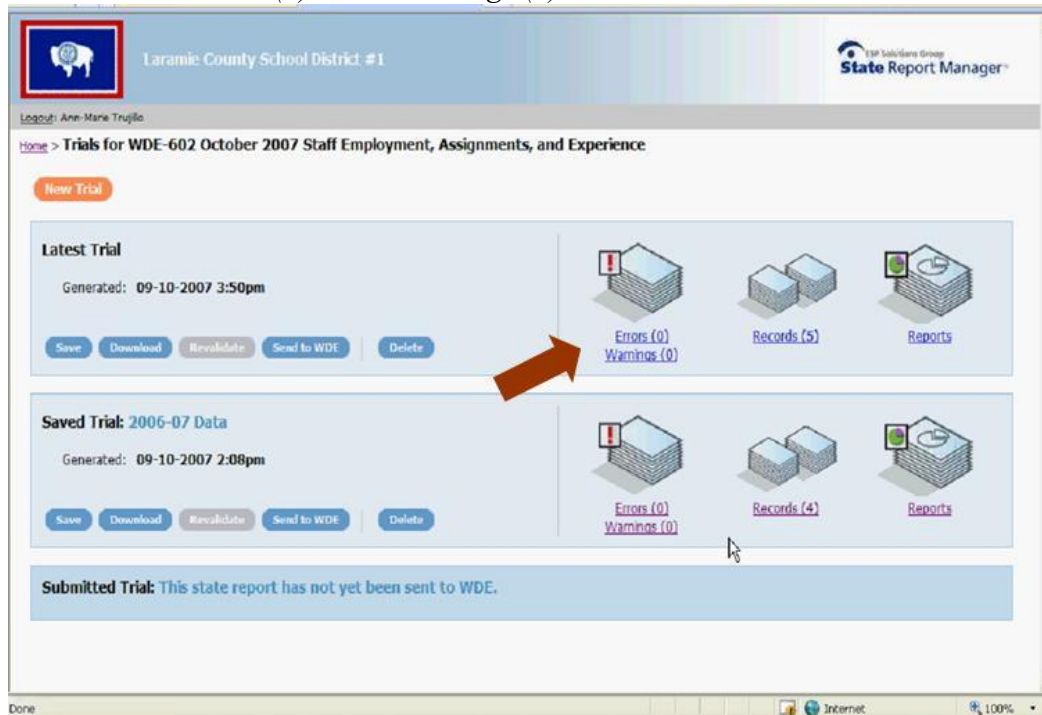 Laramie County School District #1
ESP Solutions Group
State Report Manager
Logout: Ann-Marie Trujillo
Home > Trials for WDE-602 October 2007 Staff Employment, Assignments, and Experience
New Trial
Latest Trial
Generated: 09-10-2007 3:50pm
Save Download Revalidate Send to WDE Delete
Errors (0) Records (5) Reports
Warnings (0)
Saved Trial: 2006-07 Data
Generated: 09-10-2007 2:08pm
Save Download Revalidate Send to WDE Delete
Errors (0) Records (4) Reports
Warnings (0)
Submitted Trial: This state report has not yet been sent to WDE.
Done Internet 100%